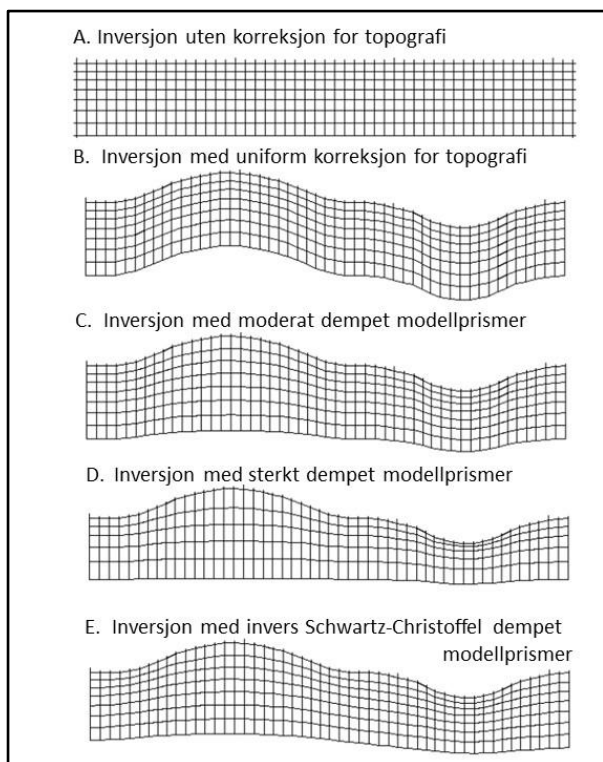 A. Inversjon uten korreksjon for topografi
B. Inversjon med uniform korreksjon for topografi
C. Inversjon med moderat dempet modellprismer
D. Inversjon med sterkt dempet modellprismer
E. Inversjon med invers Schwartz-Christoffel dempet
modellprismer